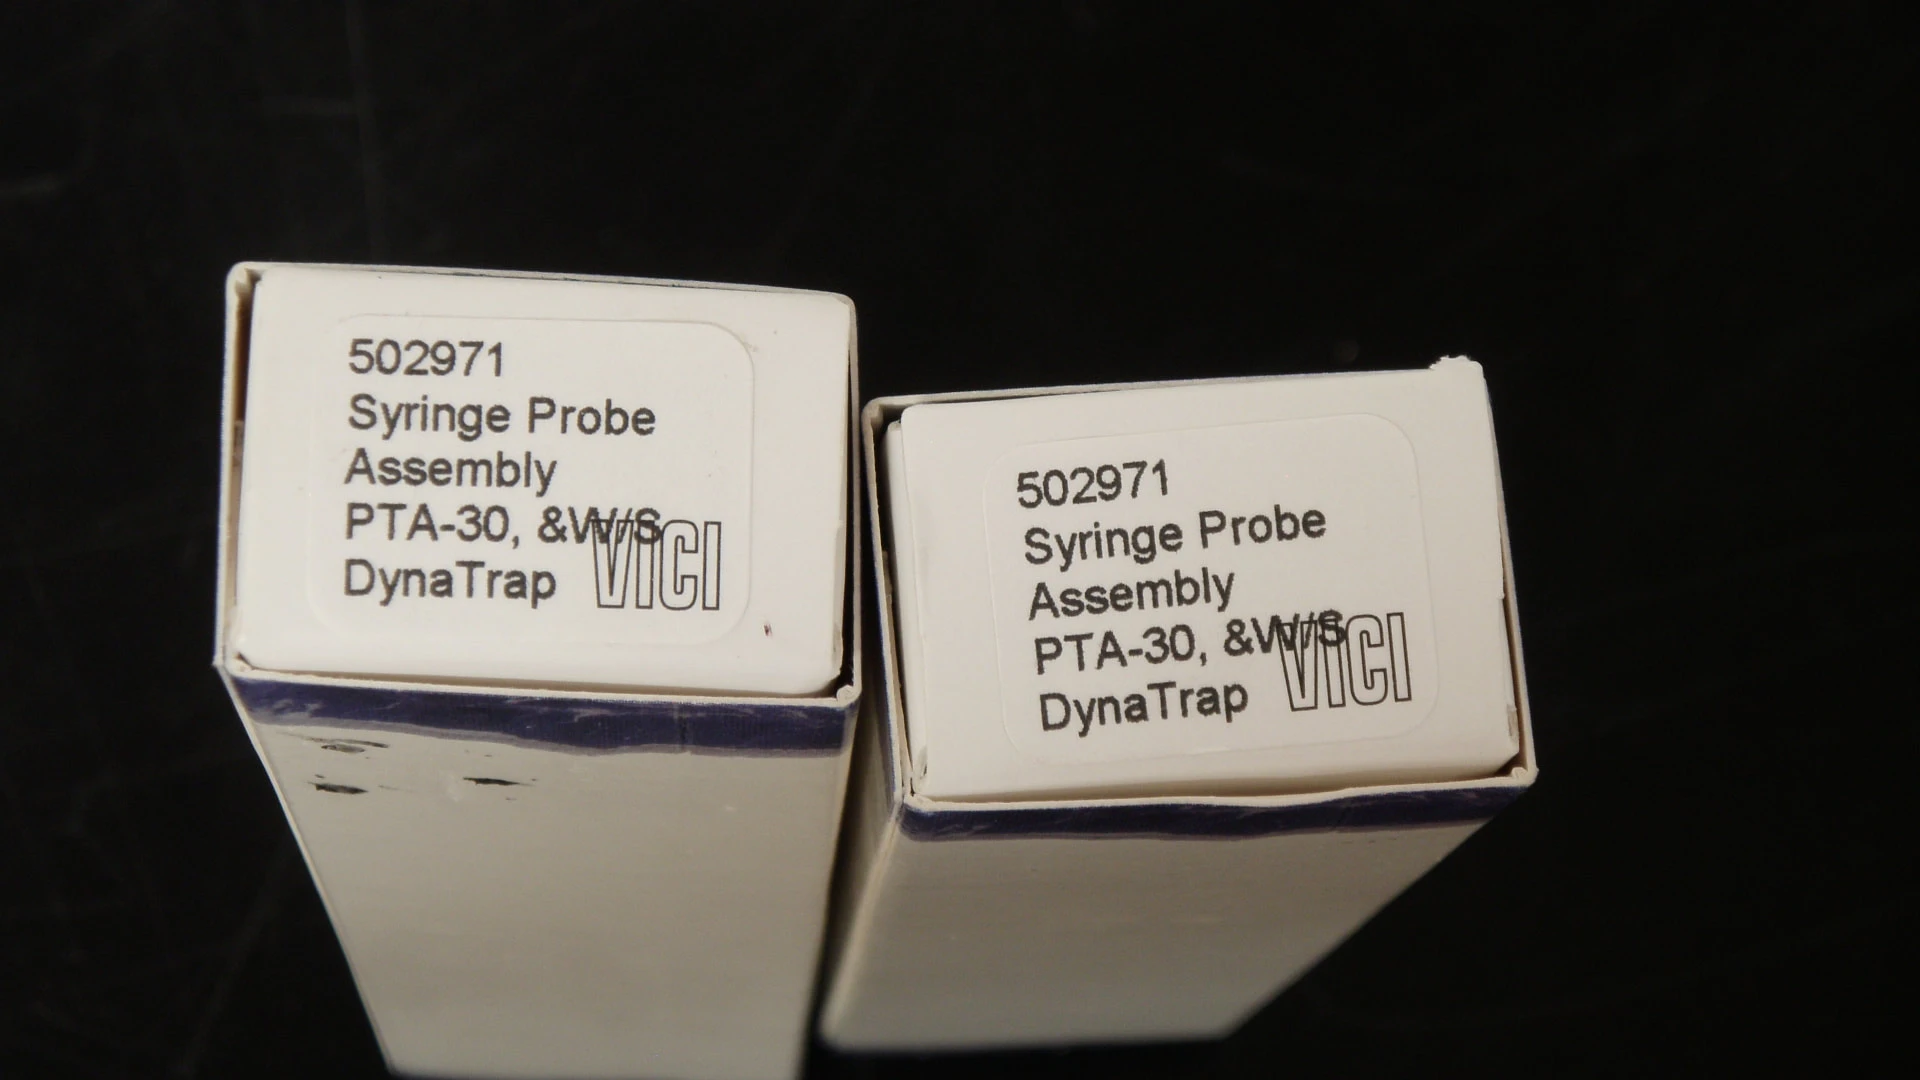 502971
Syringe Probe
Assembly
PTA-30, &W/S
DynaTrap
VICI
502971
Syringe Probe
Assembly
PTA-30, &W/S
DynaTrap
VICI